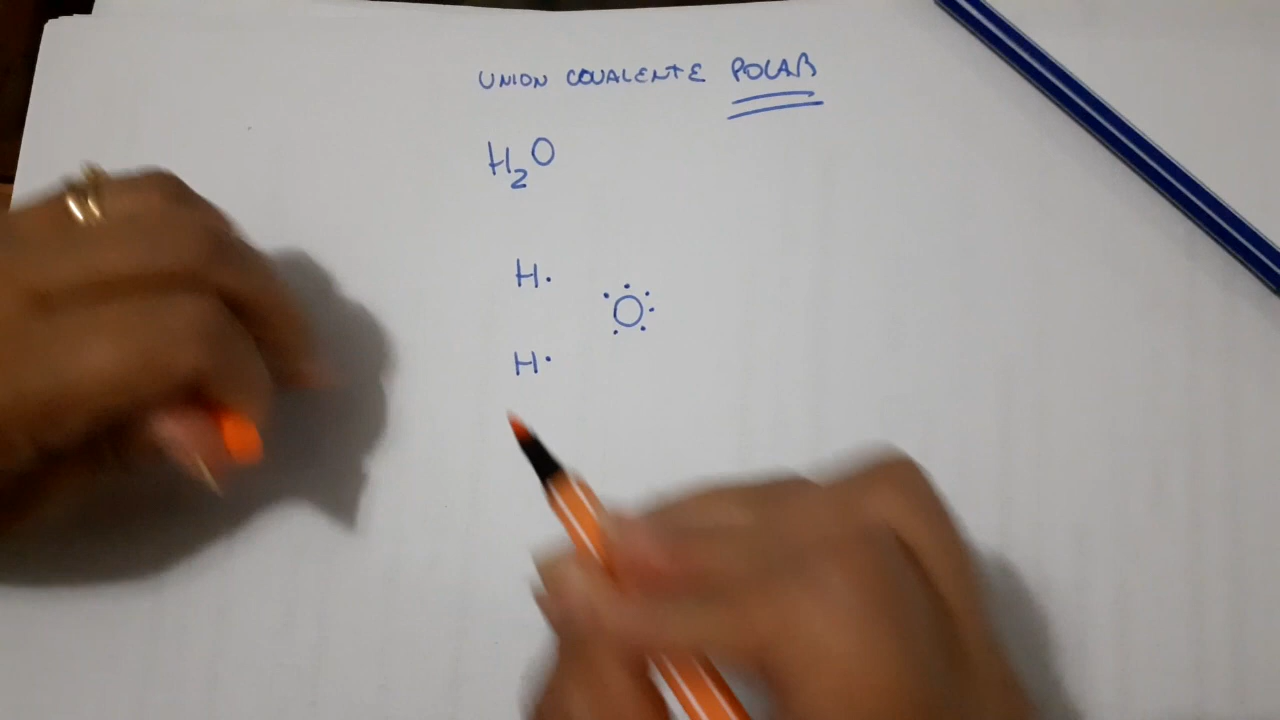 UNION COVALENTE POLAR
H₂O
H·
O
H·